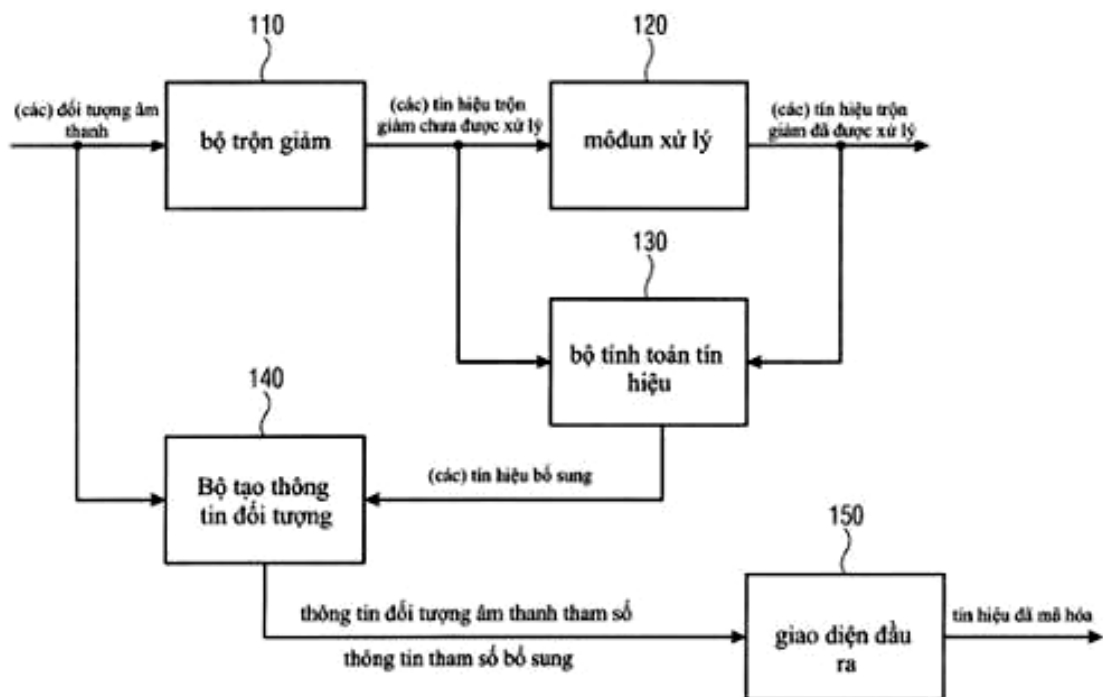 110
120
(các) đối tượng âm
thanh
bộ trộn giảm
(các) tín hiệu trộn
giảm chưa được xử lý
môđun xử lý
(các) tín hiệu trộn
giảm đã được xử lý
130
bộ tính toán tín
hiệu
140
(các) tín hiệu bổ sung
Bộ tạo thông
tin đối tượng
150
thông tin đối tượng âm thanh tham số
thông tin tham số bổ sung
giao diện đầu
ra
tín hiệu đã mã hóa